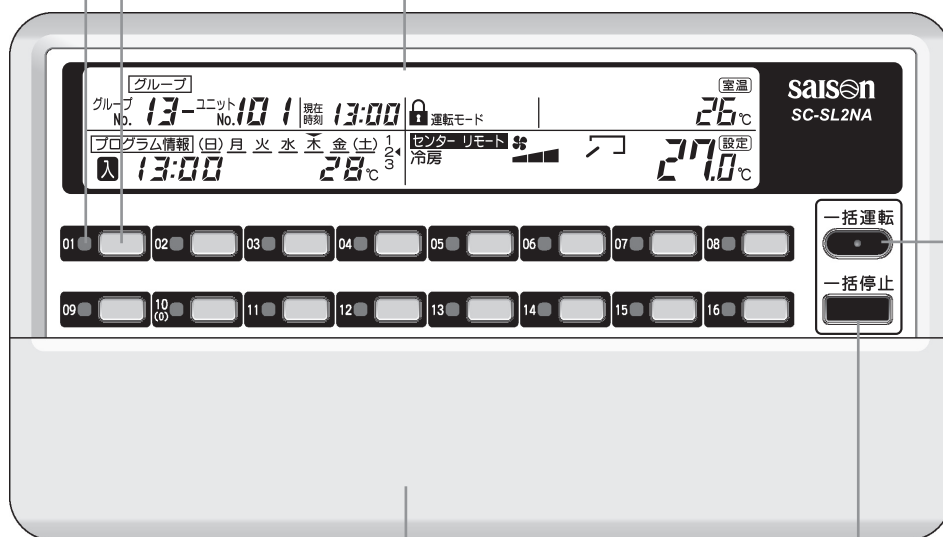 グループ
グループNo. 13-ユニットNo.101 現在時刻 13:00 運転モード 室温 26℃
プログラム情報 (日) 月 火 水 木 金 (土) 1 2 3 センター リモート
入 13:00 28℃ 冷房 設定 27.0℃
saison
SC-SL2NA
一括運転
01 02 03 04 05 06 07 08
一括停止
09 10(0) 11 12 13 14 15 16